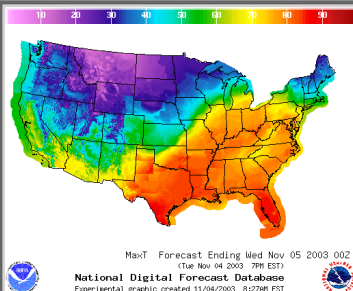 10 20 30 40 50 60 70 80 90
MaxT Forecast Ending Wed Nov 05 2003 00Z
(Tue Nov 04 2003 7PM EST)
National Digital Forecast Database
Experimental graphic created 11/04/2003 8:27AM EST
NOAA